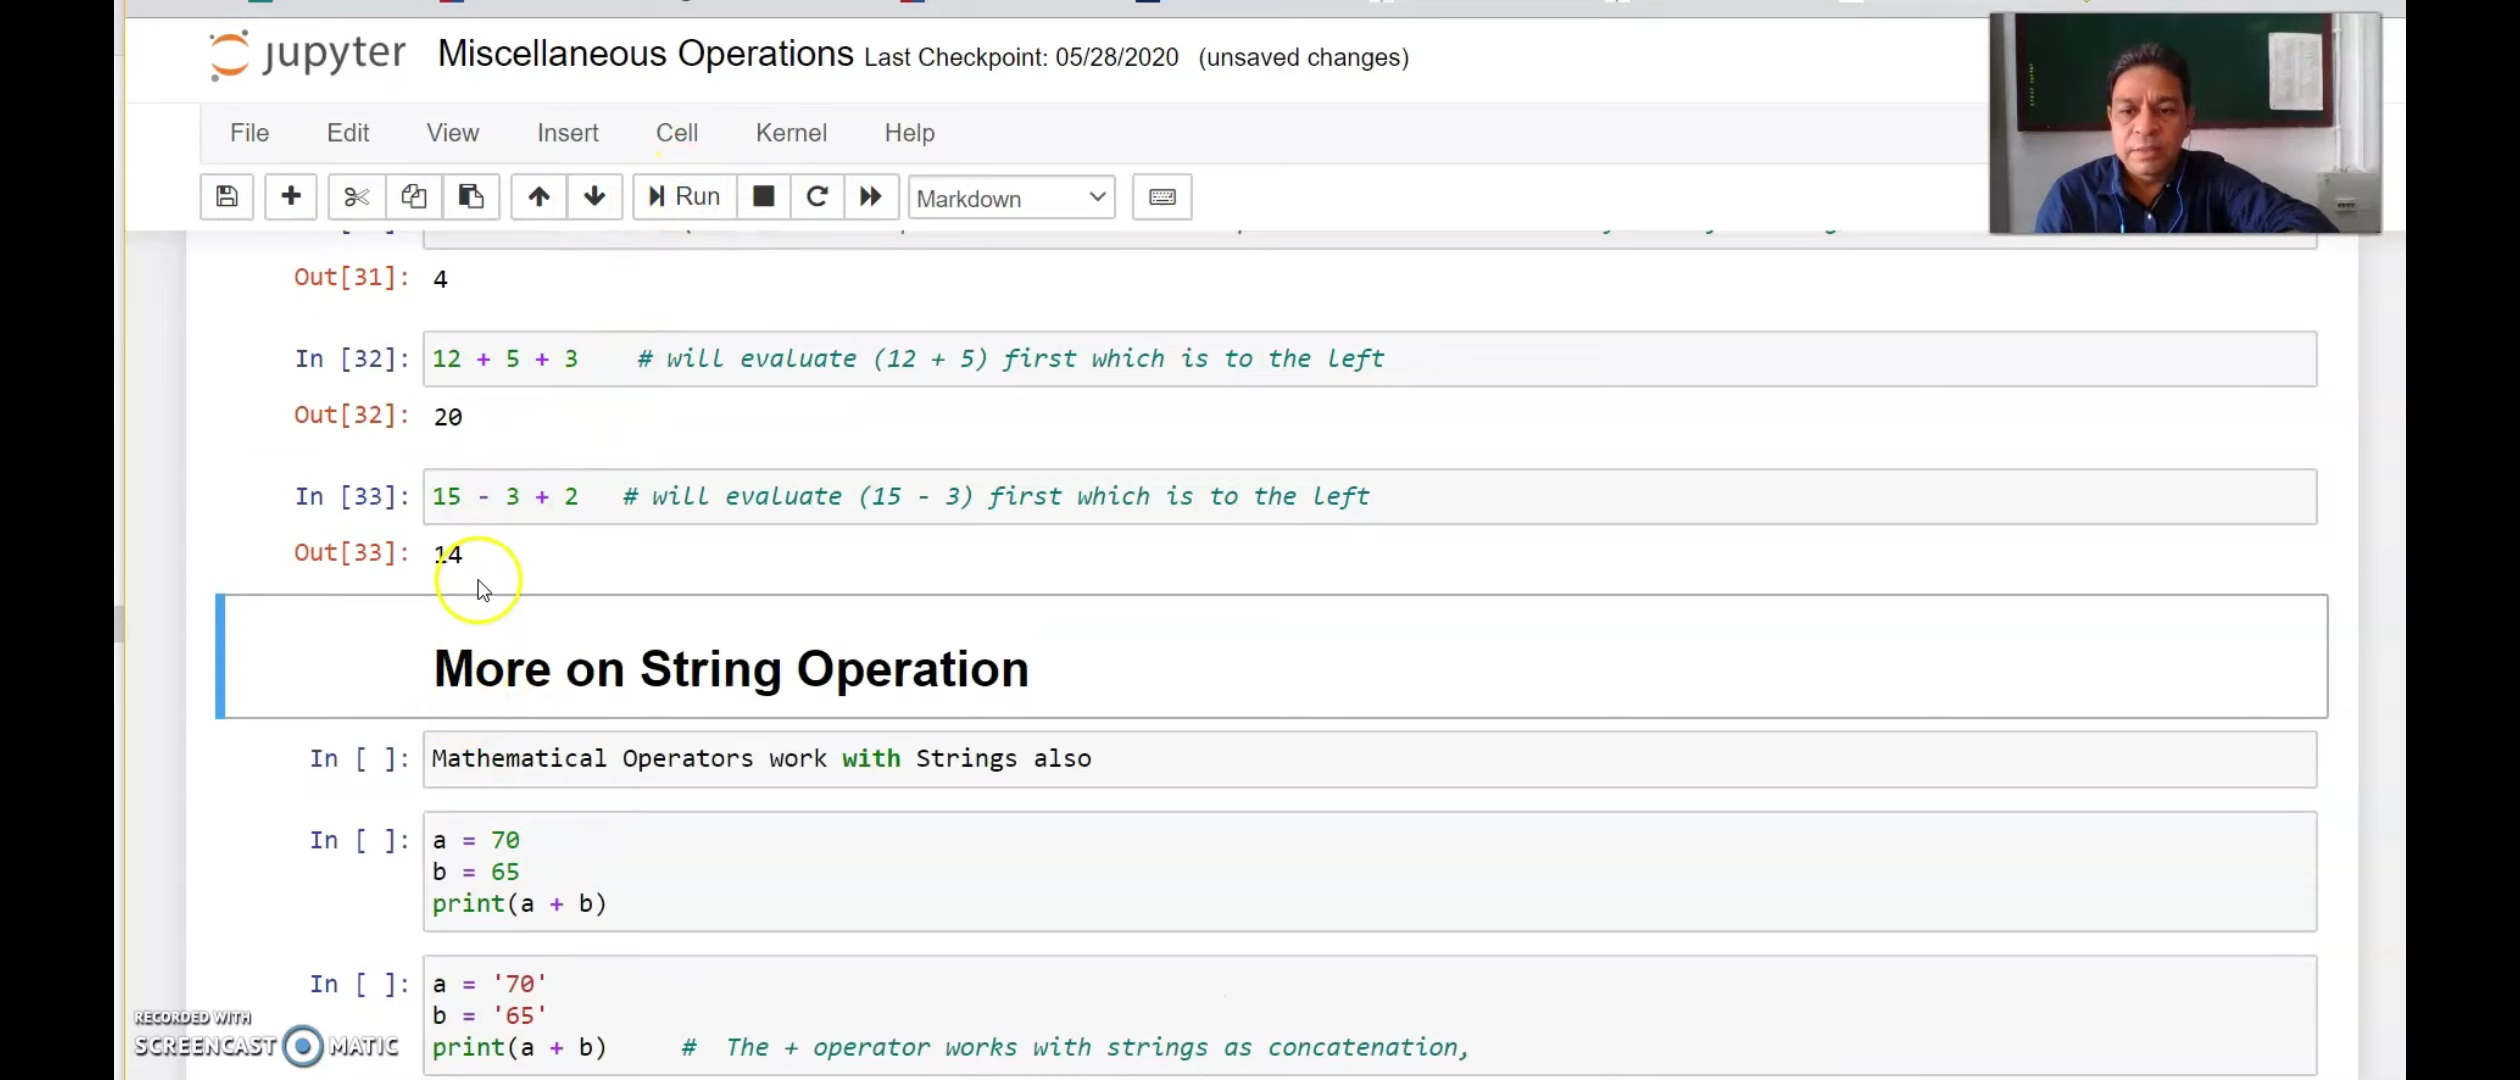 jupyter Miscellaneous Operations Last Checkpoint: 05/28/2020 (unsaved changes)
File Edit View Insert Cell Kernel Help
Run Markdown
Out[31]: 4
In [32]: 12 + 5 + 3 # will evaluate (12 + 5) first which is to the left
Out[32]: 20
In [33]: 15 - 3 + 2 # will evaluate (15 - 3) first which is to the left
Out[33]: 14
More on String Operation
In [ ]: Mathematical Operators work with Strings also
In [ ]: a = 70
b = 65
print(a + b)
In [ ]: a = '70'
b = '65'
print(a + b) # The + operator works with strings as concatenation,
RECORDED WITH
SCREENCAST MATIC